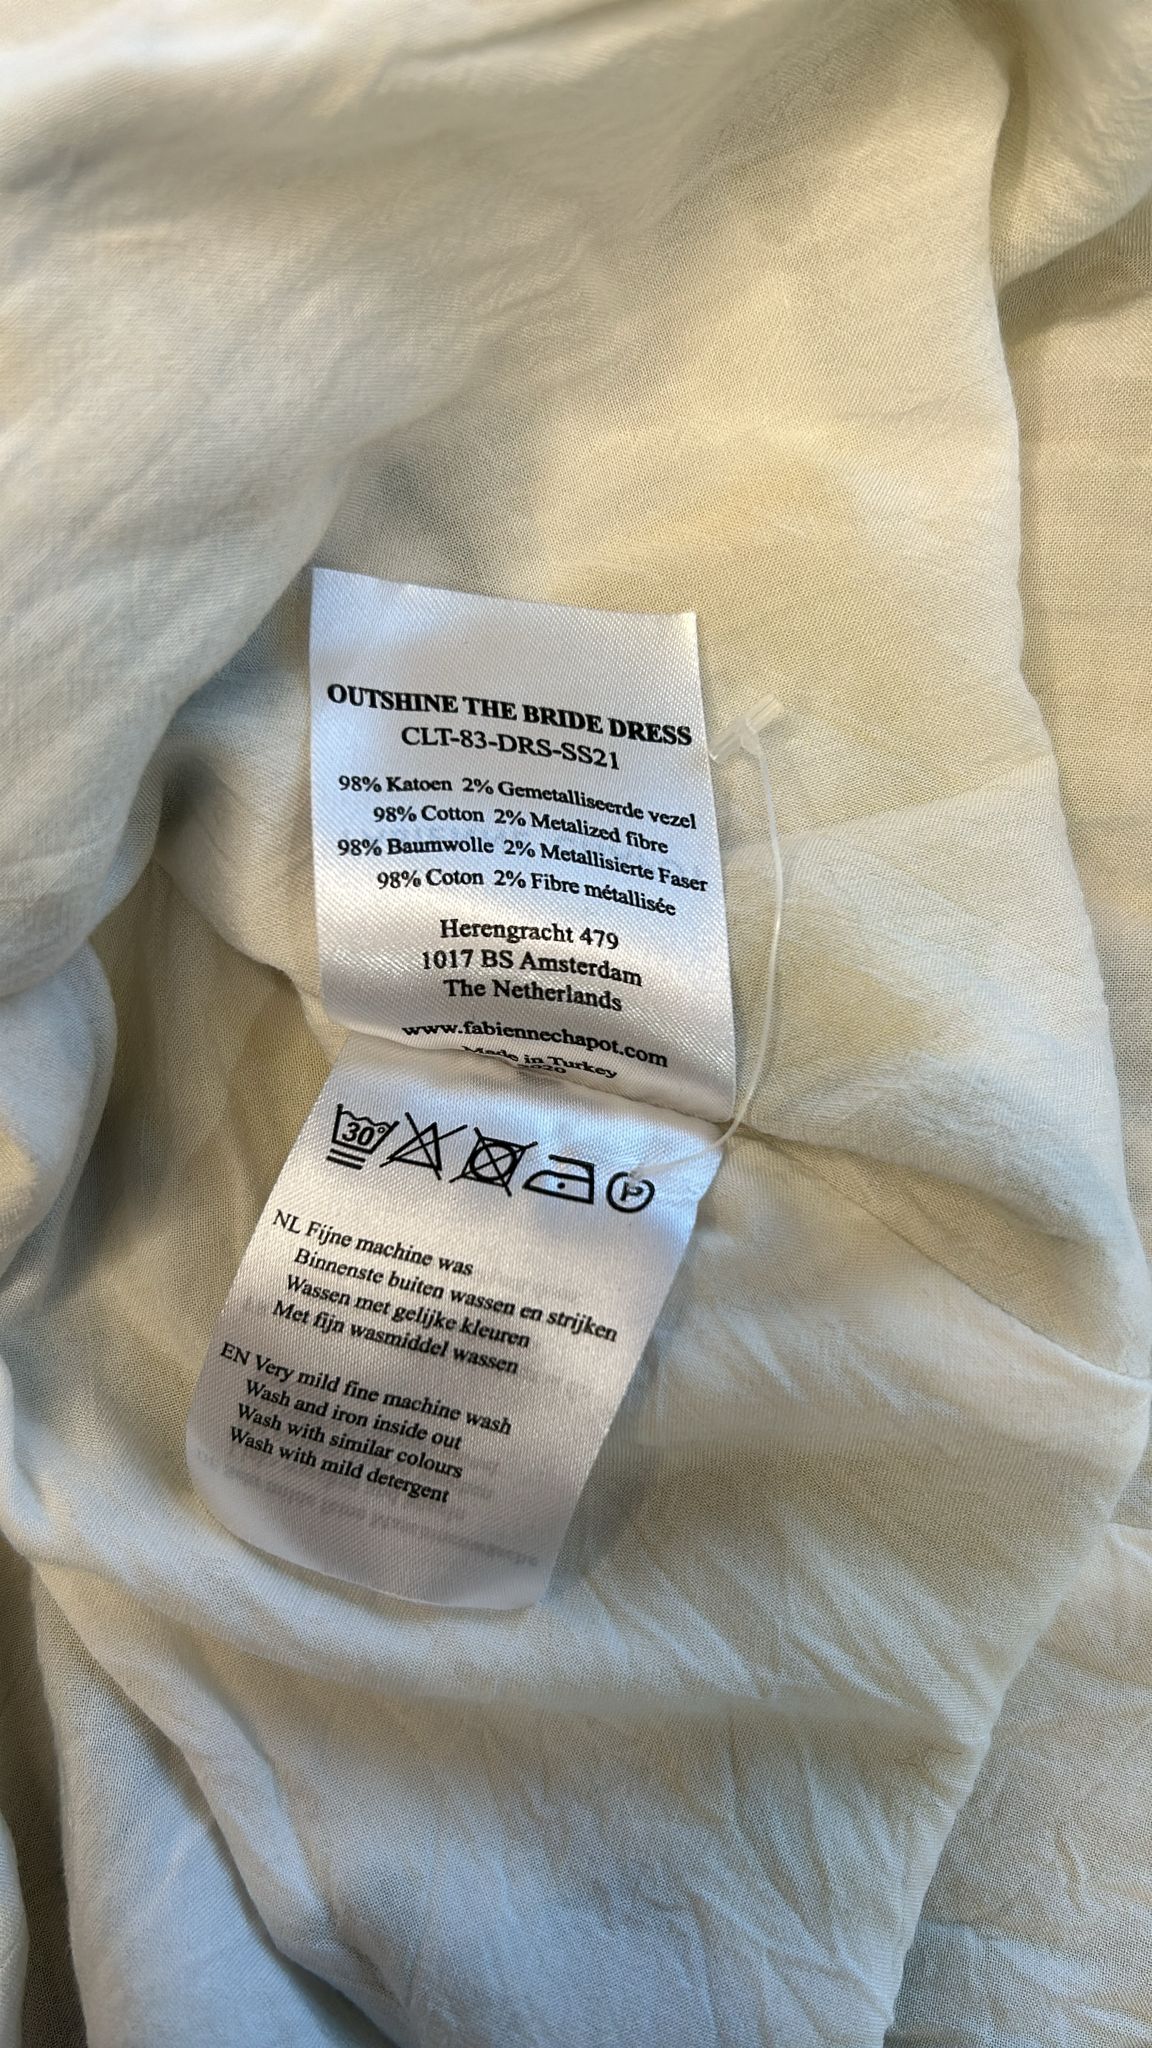 OUTSHINE THE BRIDE DRESS
CLT-83-DRS-SS21
98% Katoen 2% Gemetalliseerde vezel
98% Cotton 2% Metalized fibre
98% Baumwolle 2% Metallisierte Faser
98% Coton 2% Fibre métallisée
Herengracht 479
1017 BS Amsterdam
The Netherlands
www.fabiennechapot.com
Made in Turkey
2020
30°
P
NL Fijne machine was
Binnenste buiten wassen en strijken
Wassen met gelijke kleuren
Met fijn wasmiddel wassen
EN Very mild fine machine wash
Wash and iron inside out
Wash with similar colours
Wash with mild detergent